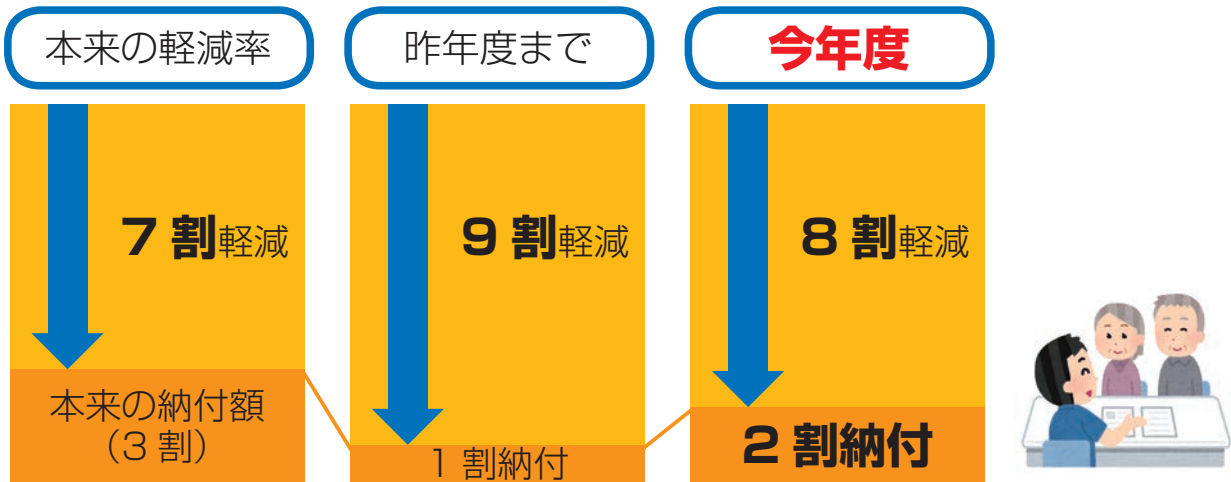 本来の軽減率
昨年度まで
今年度
7 割軽減
9 割軽減
8 割軽減
本来の納付額
(3 割)
1 割納付
2 割納付